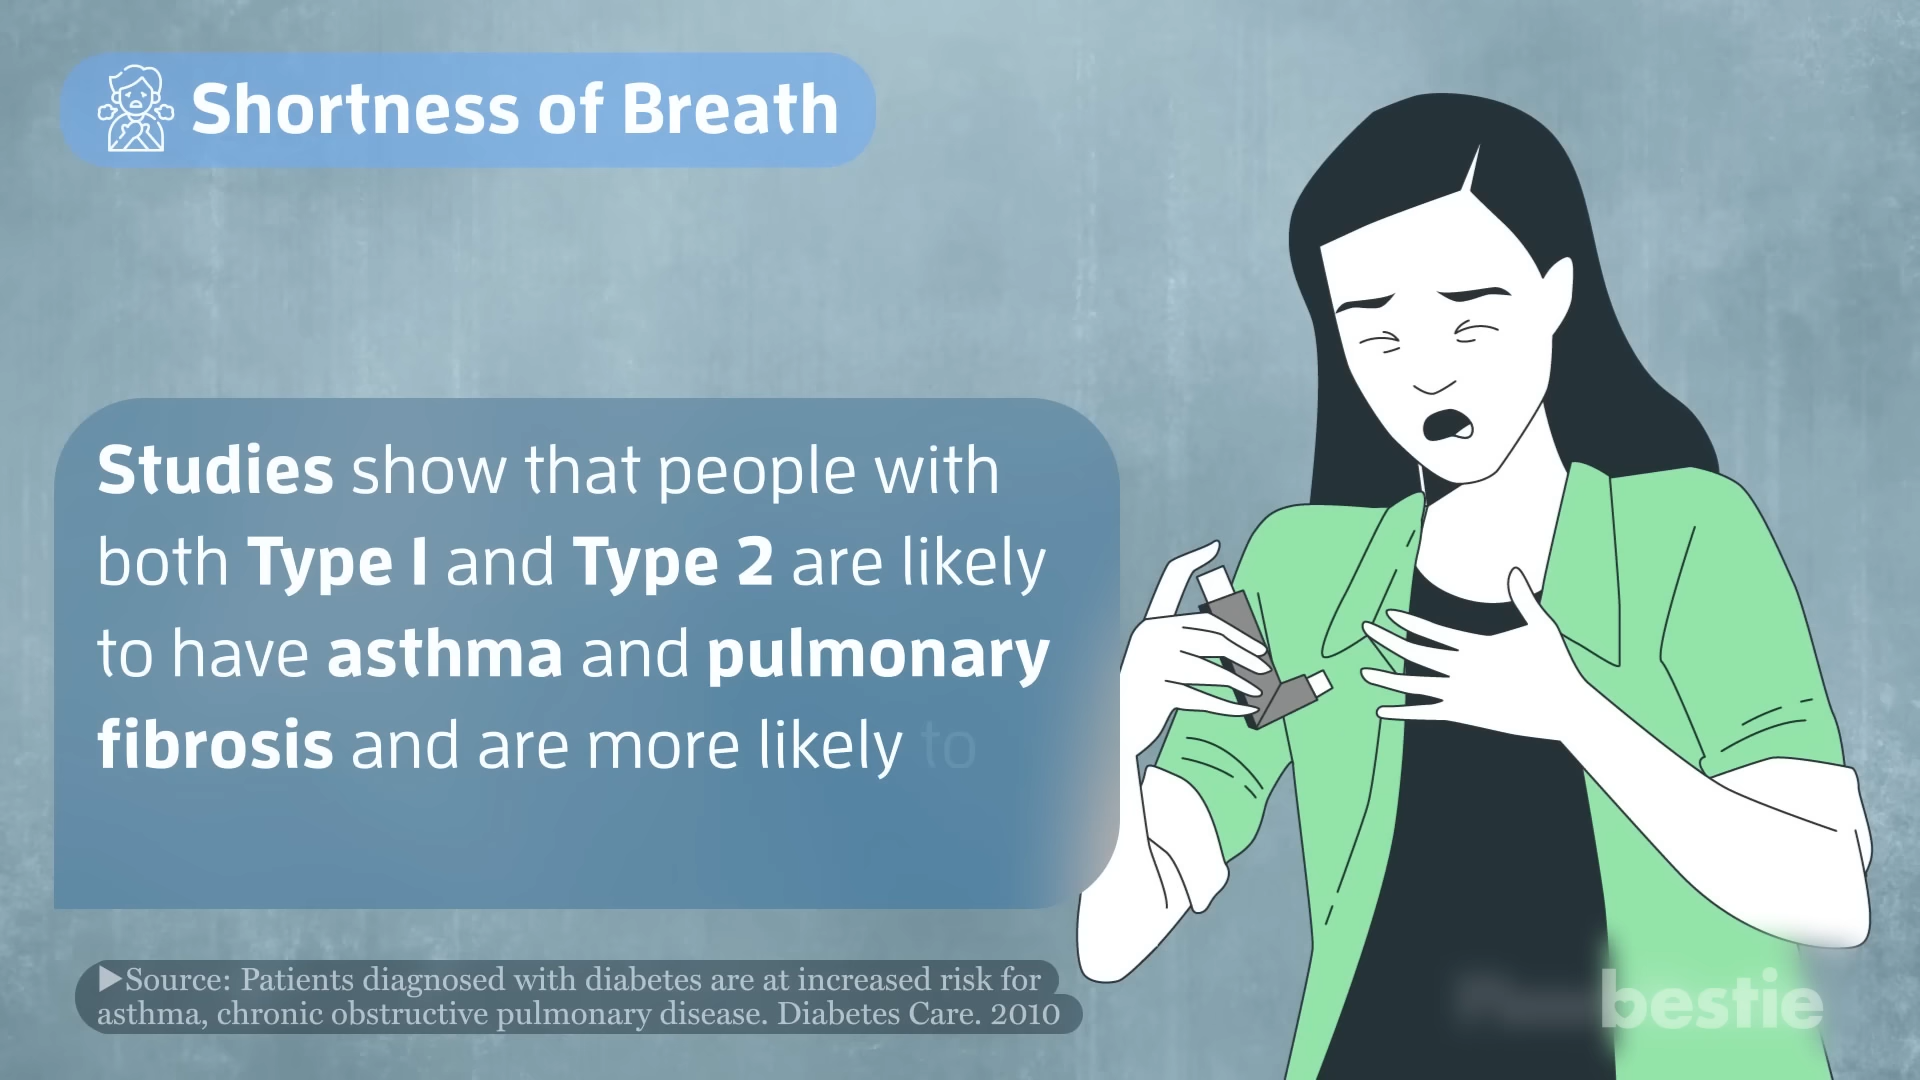 Shortness of Breath
Studies show that people with
both Type 1 and Type 2 are likely
to have asthma and pulmonary
fibrosis and are more likely to
▶Source: Patients diagnosed with diabetes are at increased risk for
asthma, chronic obstructive pulmonary disease. Diabetes Care. 2010
bestie